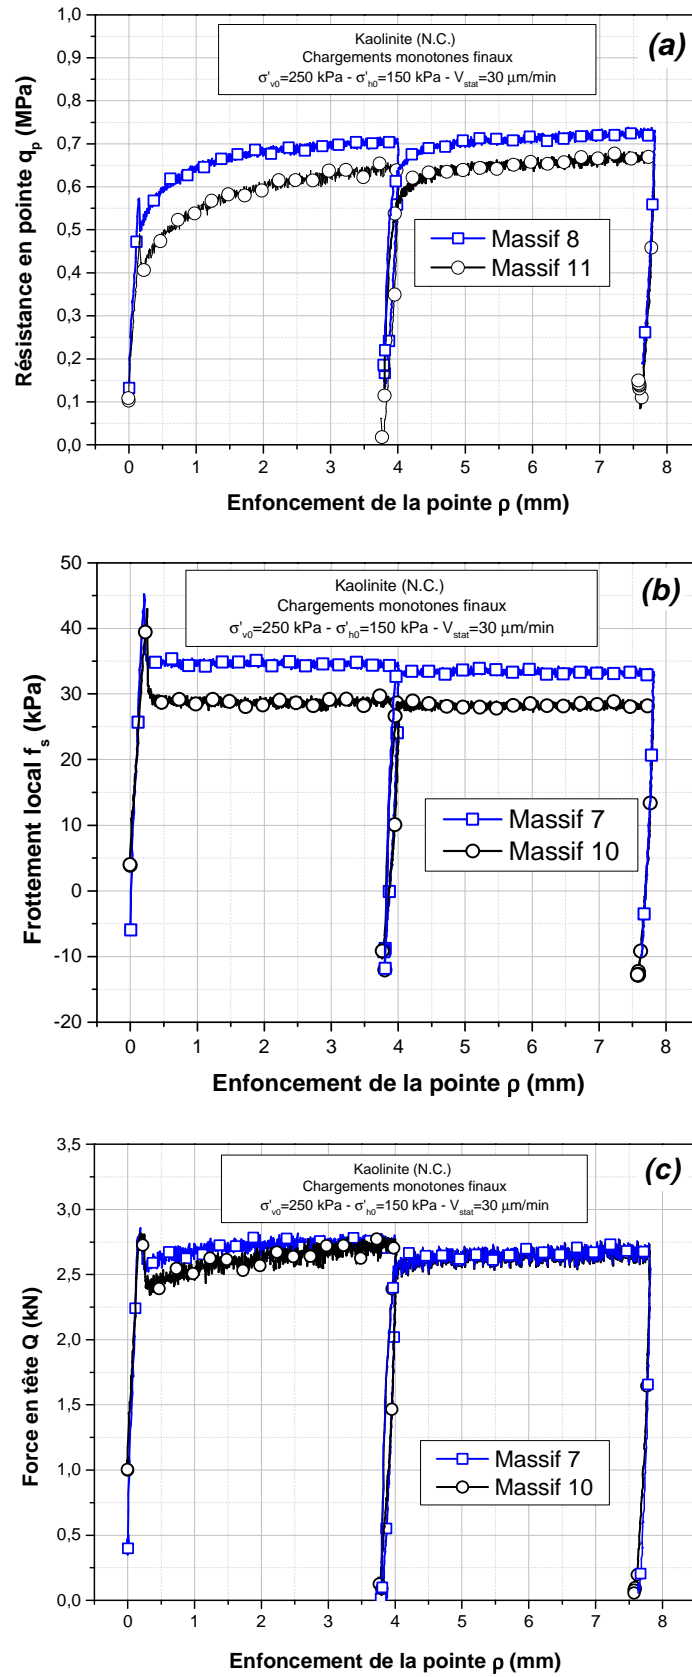 (a)
Kaolinite (N.C.)
Chargements monotones finaux
σ'v0=250 kPa - σ'h0=150 kPa - Vstat=30 µm/min
Résistance en pointe qp (MPa)
1,0
0,9
0,8
0,7
0,6
0,5
0,4
0,3
0,2
0,1
0,0
Massif 8
Massif 11
0 1 2 3 4 5 6 7 8
Enfoncement de la pointe ρ (mm)
(b)
Kaolinite (N.C.)
Chargements monotones finaux
σ'v0=250 kPa - σ'h0=150 kPa - Vstat=30 µm/min
Frottement local fs (kPa)
50
40
30
20
10
0
-10
-20
Massif 7
Massif 10
0 1 2 3 4 5 6 7 8
Enfoncement de la pointe ρ (mm)
(c)
Kaolinite (N.C.)
Chargements monotones finaux
σ'v0=250 kPa - σ'h0=150 kPa - Vstat=30 µm/min
Force en tête Q (kN)
3,5
3,0
2,5
2,0
1,5
1,0
0,5
0,0
Massif 7
Massif 10
0 1 2 3 4 5 6 7 8
Enfoncement de la pointe ρ (mm)